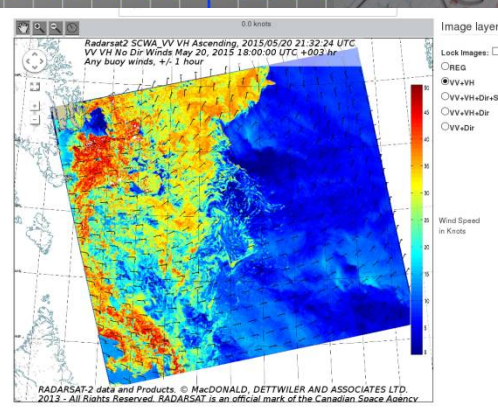 0.0 knots
Image layer
Radarsat2 SCWA_VV VH Ascending, 2015/05/20 21:32:24 UTC
VV VH No Dir Winds May 20, 2015 18:00:00 UTC +003 hr
Any buoy winds, +/- 1 hour
Lock Images:
REG
VV+VH
VV+VH+Dir+S
VV+VH+Dir
VV+Dir
50
45
40
35
30
25
20
15
10
5
0
Wind Speed
in Knots
RADARSAT-2 data and Products. © MacDONALD, DETTWILER AND ASSOCIATES LTD.
2013 - All Rights Reserved. RADARSAT is an official mark of the Canadian Space Agency